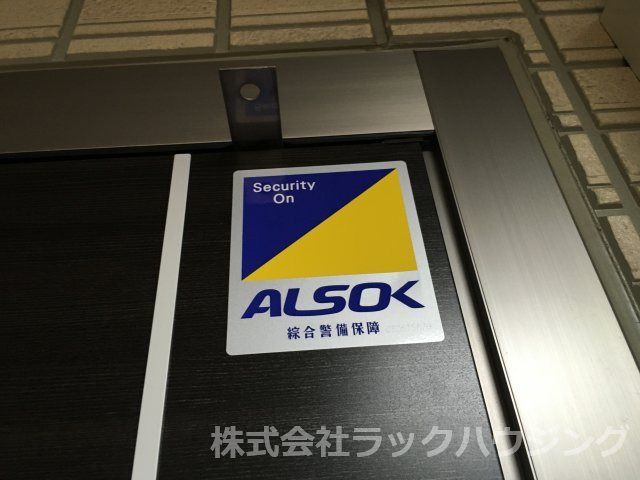 Security
On
ALSOK
綜合警備保障
株式会社ラックハウジング